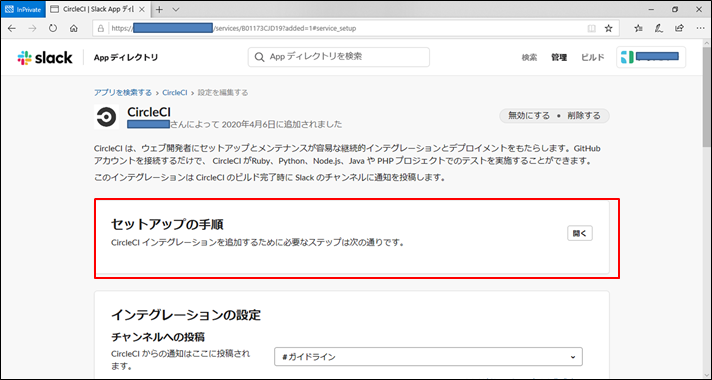 InPrivate
CircleCI | Slack App ディレ
https://
/services/B01173CJD19?added=1#service_setup
slack
App ディレクトリ
App ディレクトリを検索
検索
管理
ビルド
アプリを検索する > CircleCI > 設定を編集する
CircleCI
さんによって 2020年4月6日に追加されました
無効にする • 削除する
CircleCI は、ウェブ開発者にセットアップとメンテナンスが容易な継続的インテグレーションとデプロイメントをもたらします。GitHub
アカウントを接続するだけで、 CircleCI がRuby、Python、Node.js、Java や PHP プロジェクトでのテストを実施することができます。
このインテグレーションは CircleCI のビルド完了時に Slack のチャンネルに通知を投稿します。
セットアップの手順
CircleCI インテグレーションを追加するために必要なステップは次の通りです。
開く
インテグレーションの設定
チャンネルへの投稿
CircleCI からの通知はここに投稿されます。
#ガイドライン